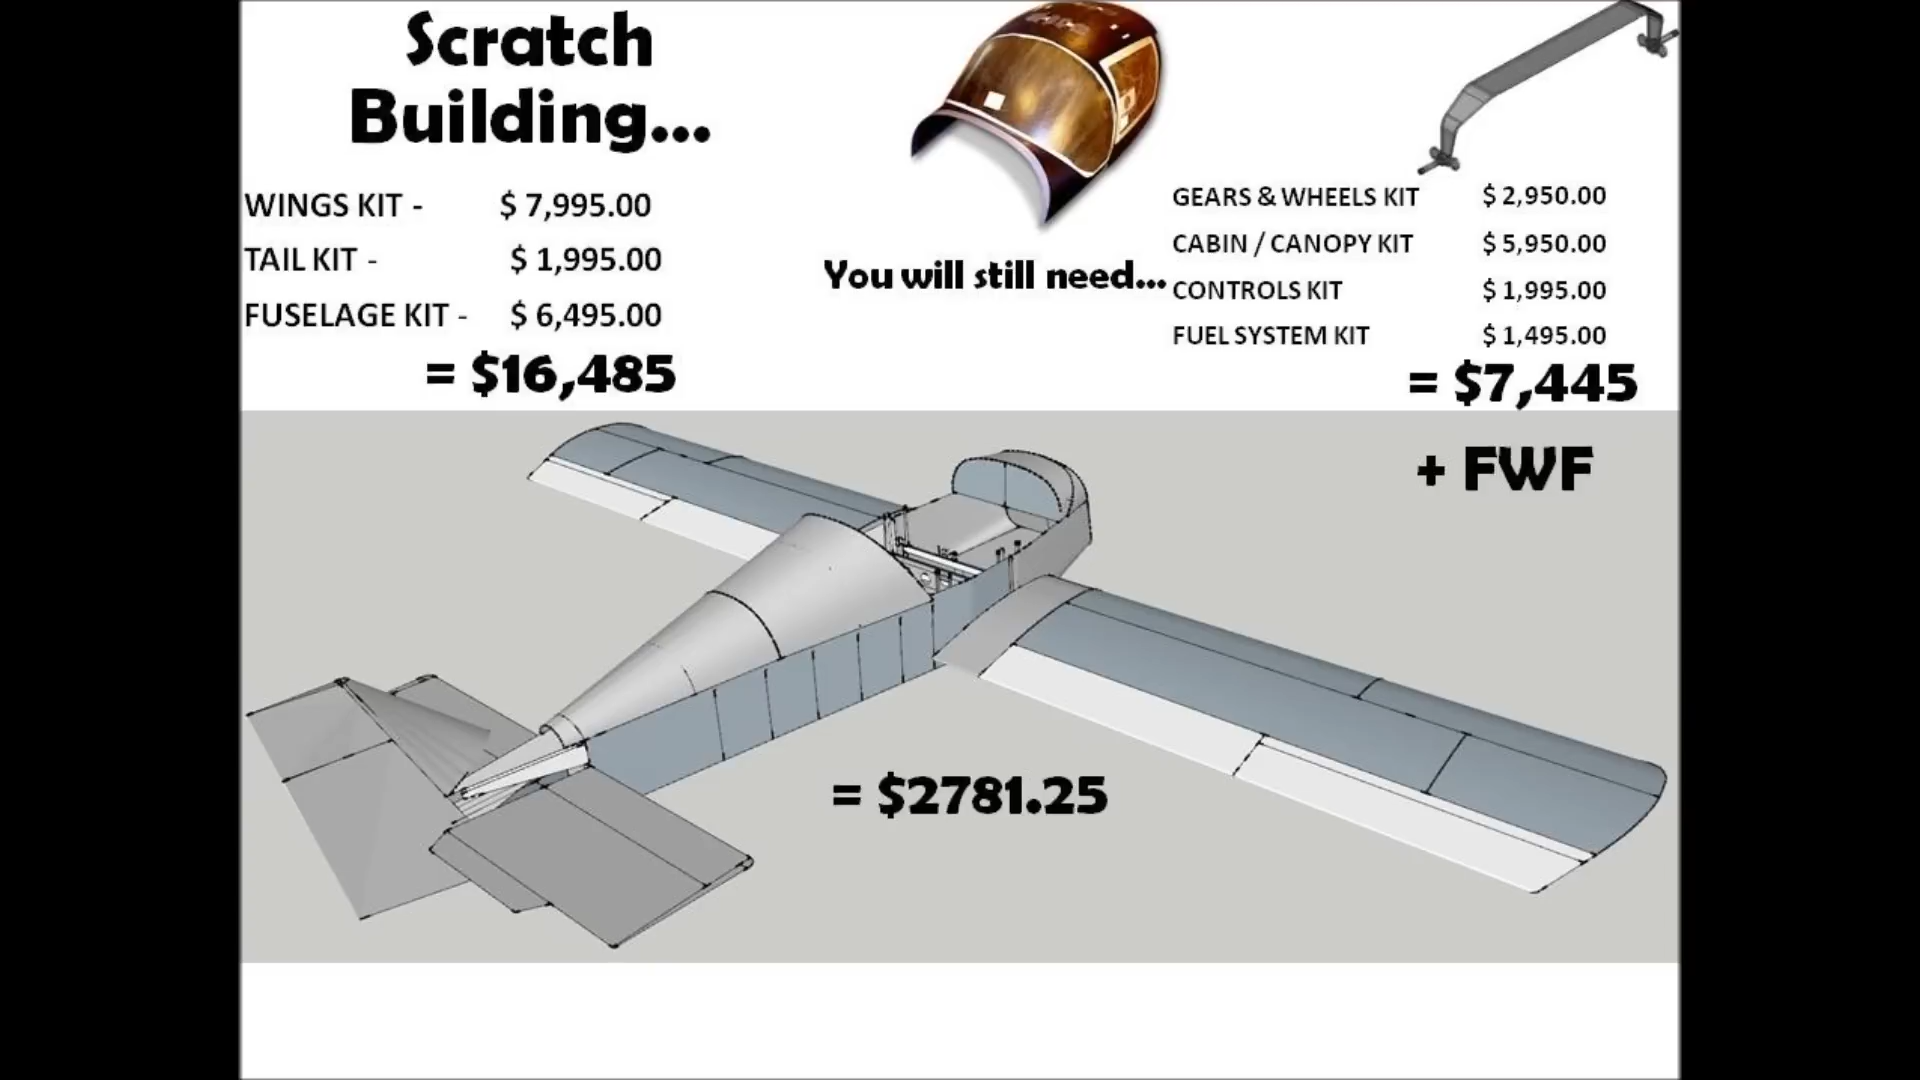 Scratch
Building...
WINGS KIT - $ 7,995.00
TAIL KIT - $ 1,995.00
FUSELAGE KIT - $ 6,495.00
= $16,485
You will still need...
GEARS & WHEELS KIT $ 2,950.00
CABIN / CANOPY KIT $ 5,950.00
CONTROLS KIT $ 1,995.00
FUEL SYSTEM KIT $ 1,495.00
= $7,445
+ FWF
= $2781.25